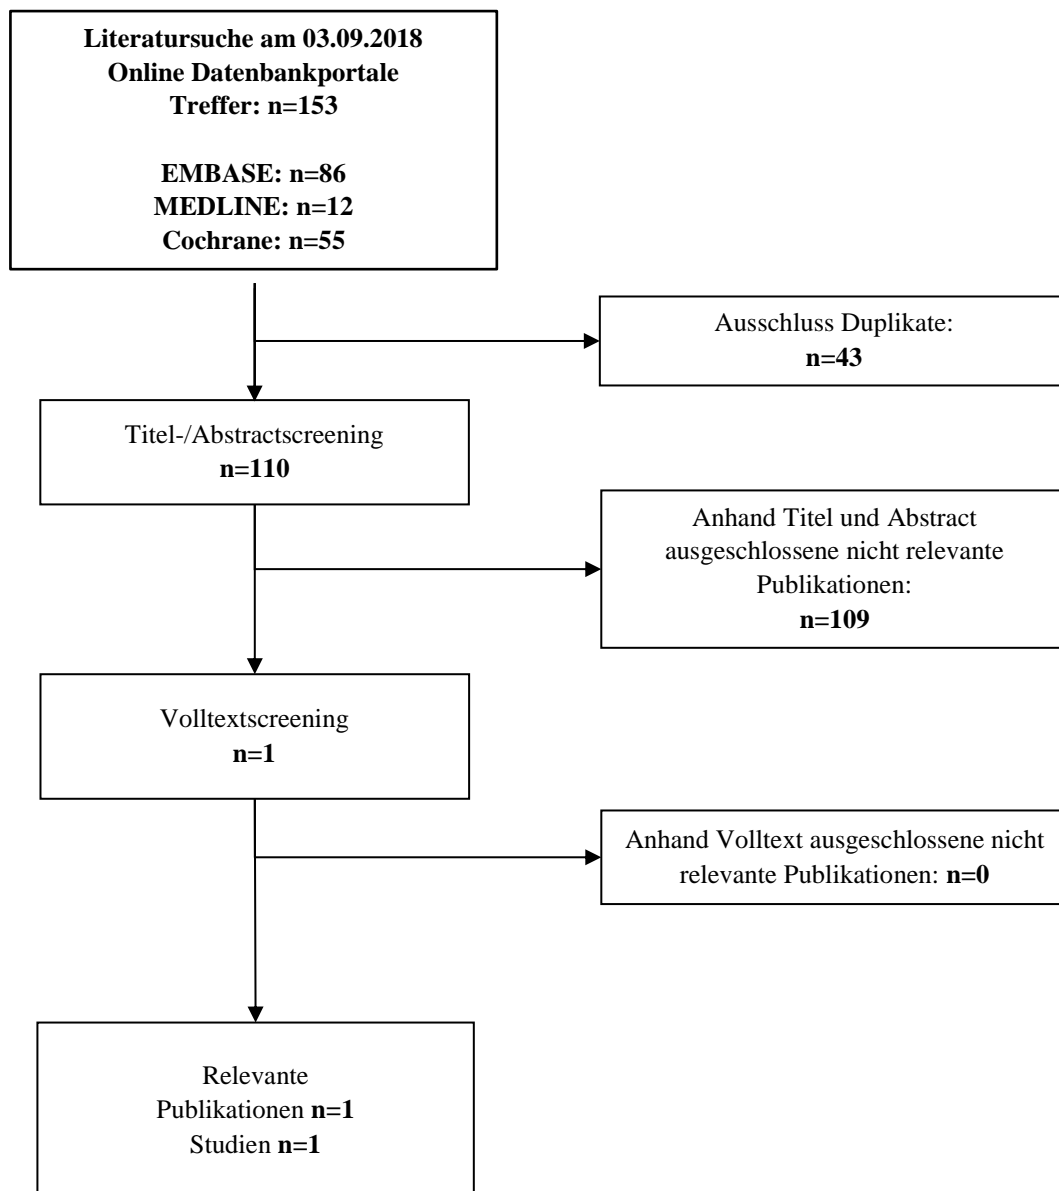 Literatursuche am 03.09.2018
Online Datenbankportale
Treffer: n=153
EMBASE: n=86
MEDLINE: n=12
Cochrane: n=55
Ausschluss Duplikate:
n=43
Titel-/Abstractscreening
n=110
Anhand Titel und Abstract
ausgeschlossene nicht relevante
Publikationen:
n=109
Volltextscreening
n=1
Anhand Volltext ausgeschlossene nicht
relevante Publikationen: n=0
Relevante
Publikationen n=1
Studien n=1